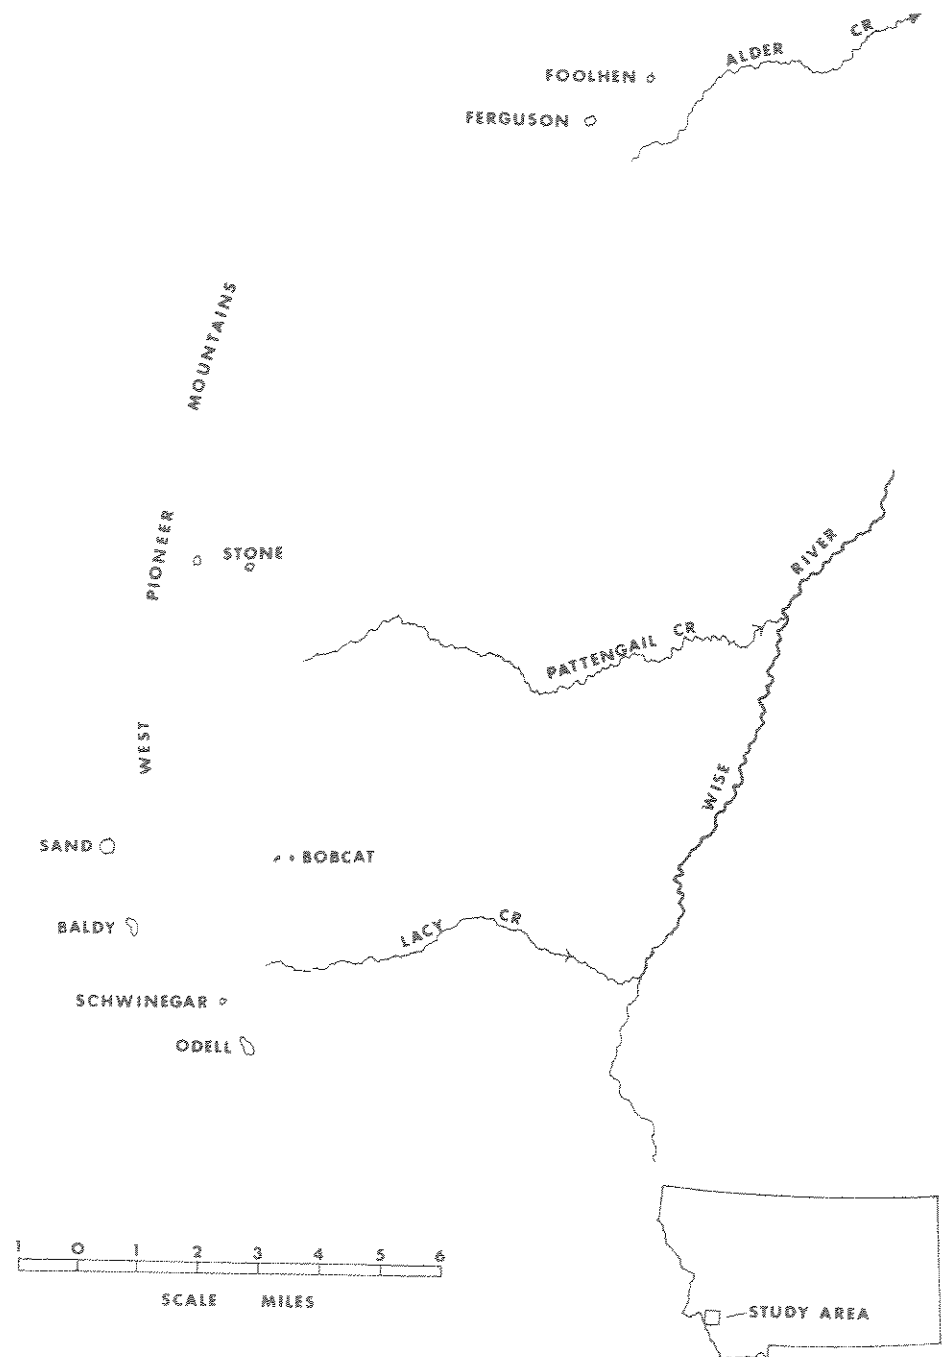 ALDER CR
FOOLHEN
FERGUSON
WEST PIONEER MOUNTAINS
STONE
WISE RIVER
PATTENGAIL CR
SAND
BOBCAT
BALDY
LACY CR
SCHWINEGAR
ODELL
1 0 1 2 3 4 5 6
SCALE MILES
STUDY AREA